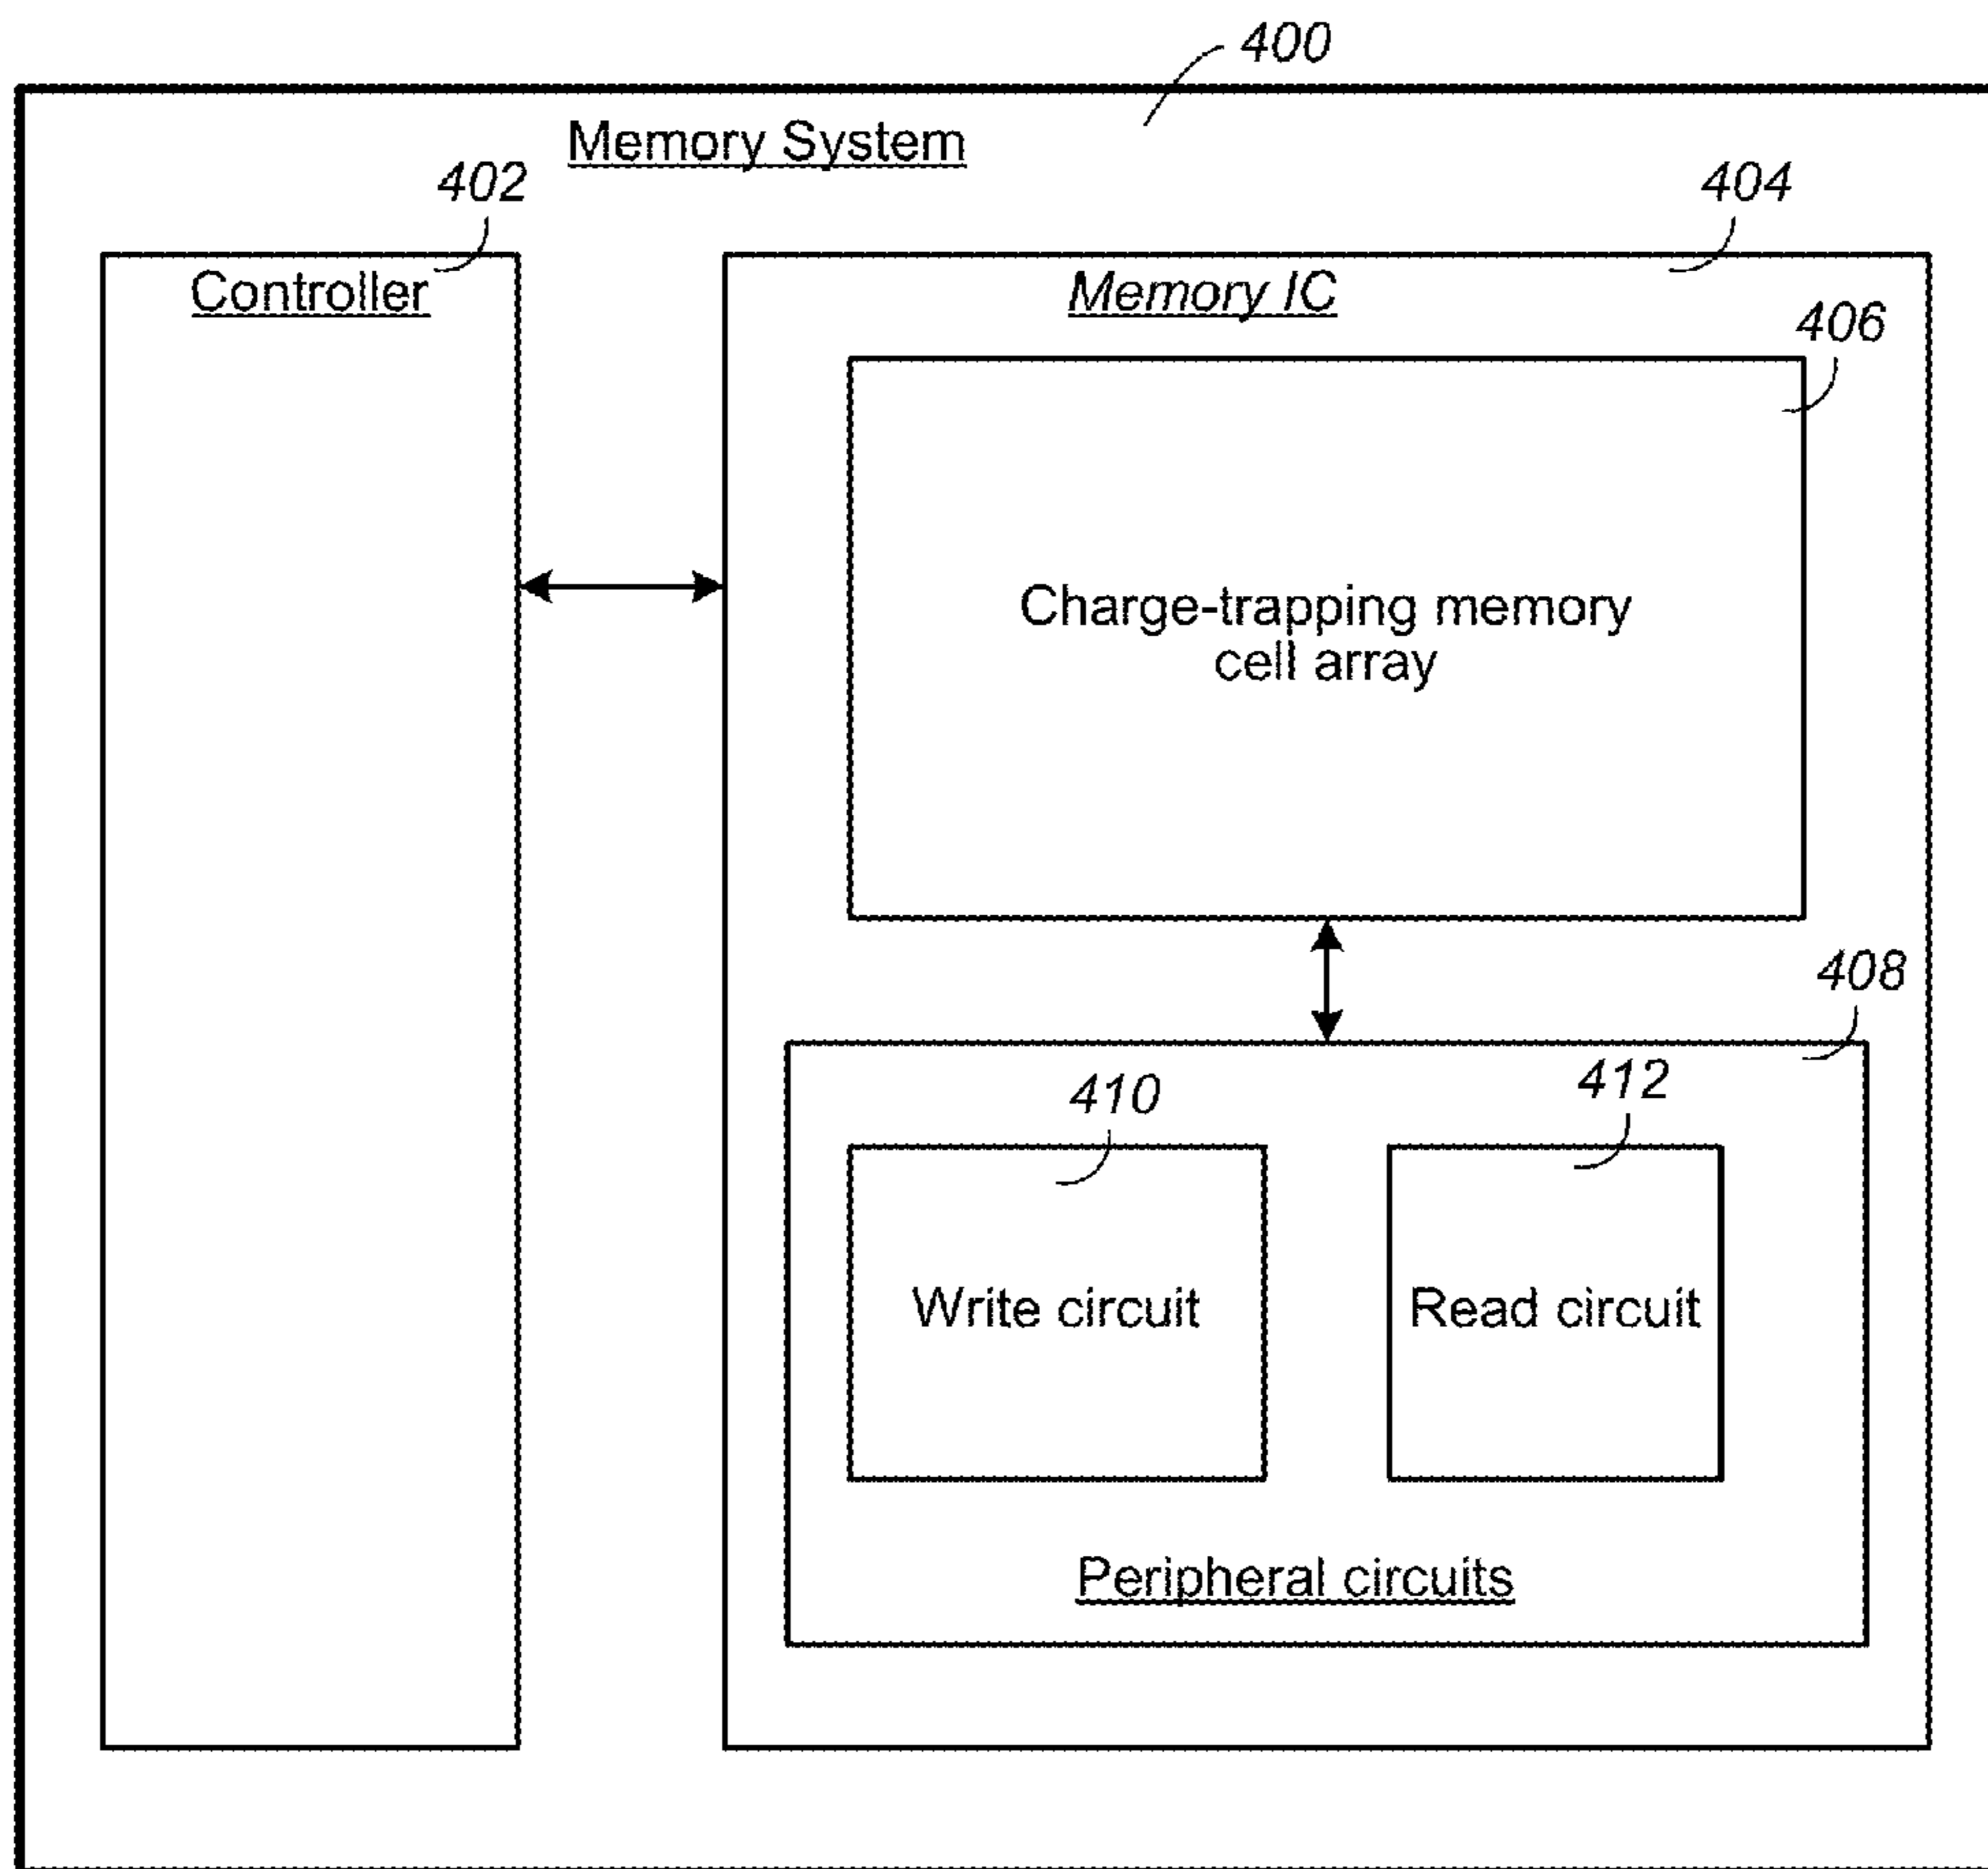 400
Memory System
402
404
Controller
Memory IC
406
Charge-trapping memory
cell array
408
410
412
Write circuit
Read circuit
Peripheral circuits